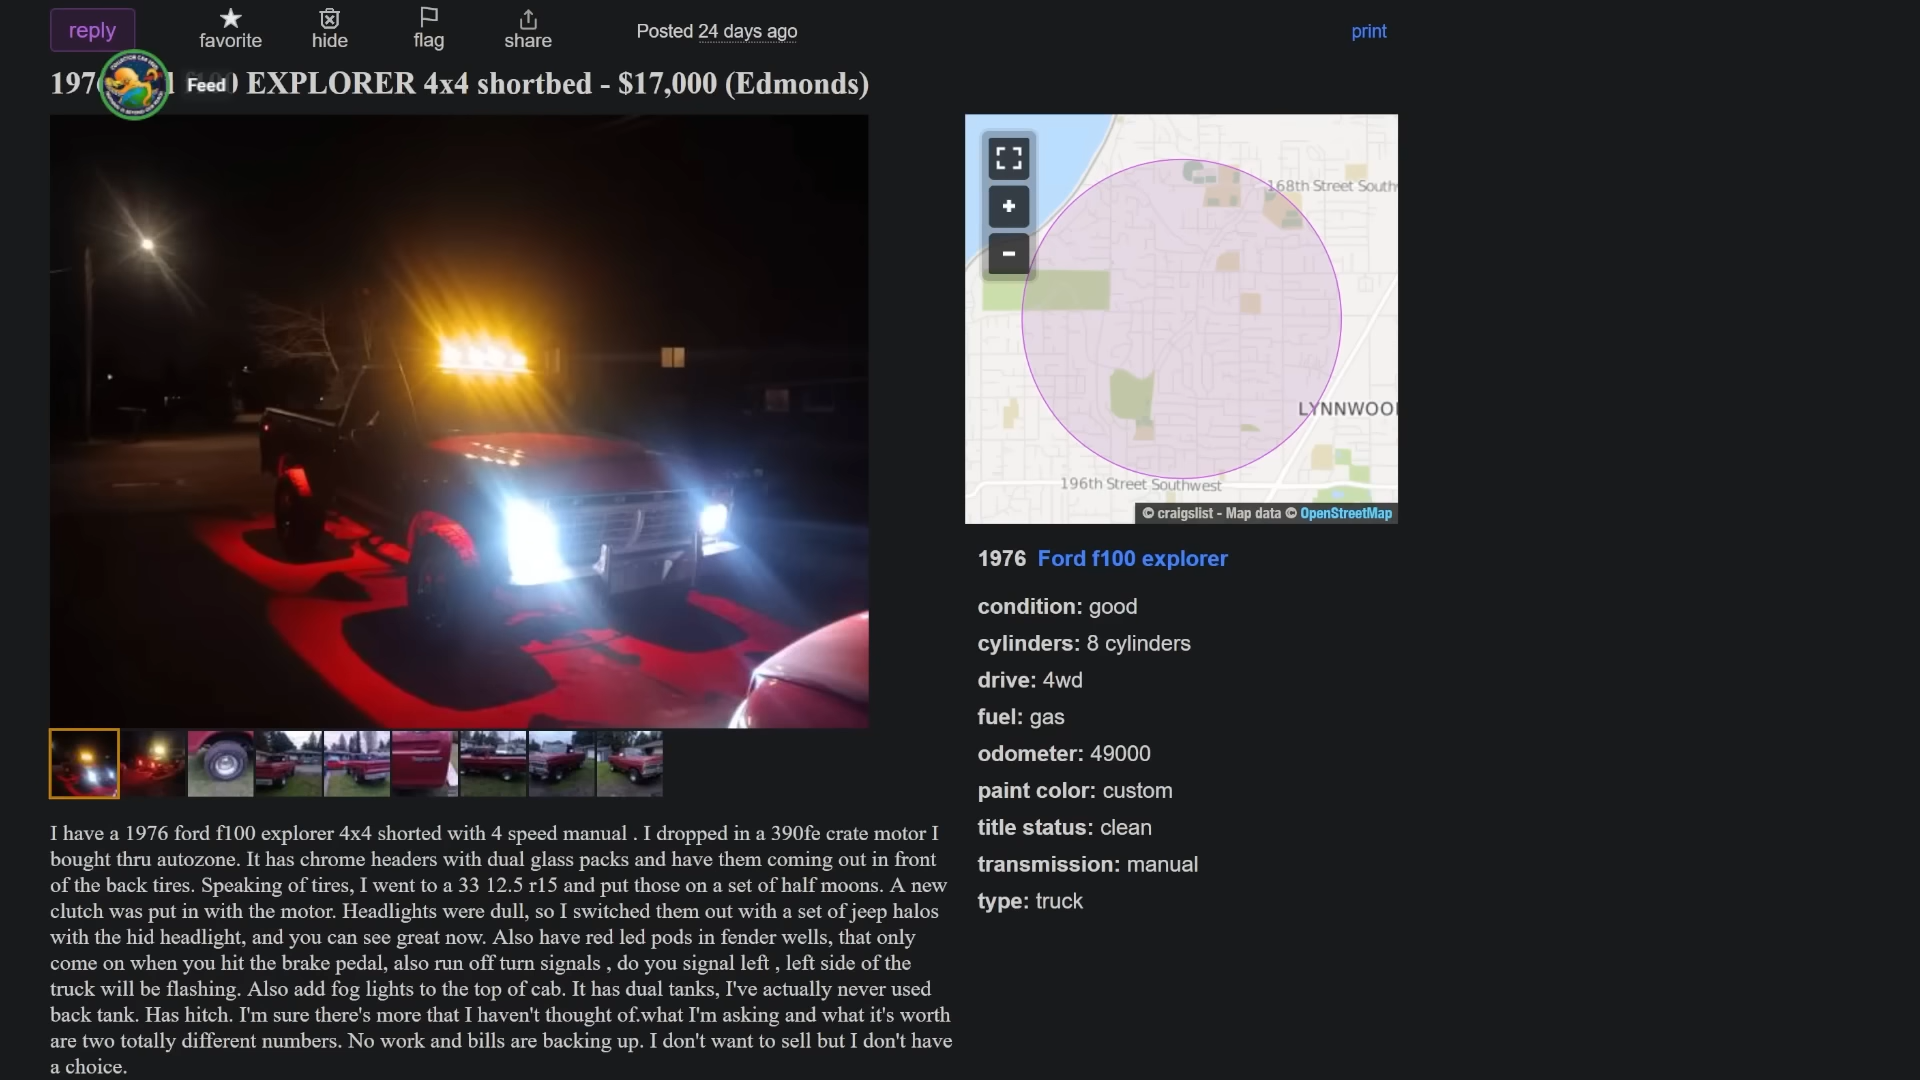 reply
favorite
hide
flag
share
Posted 24 days ago
print
Feed
EXPLORER 4x4 shortbed - $17,000 (Edmonds)
168th Street South
LYNNWOO
196th Street Southwest
© craigslist - Map data © OpenStreetMap
1976 Ford f100 explorer
condition: good
cylinders: 8 cylinders
drive: 4wd
fuel: gas
odometer: 49000
paint color: custom
title status: clean
transmission: manual
type: truck
I have a 1976 ford f100 explorer 4x4 shorted with 4 speed manual . I dropped in a 390fe crate motor I
bought thru autozone. It has chrome headers with dual glass packs and have them coming out in front
of the back tires. Speaking of tires, I went to a 33 12.5 r15 and put those on a set of half moons. A new
clutch was put in with the motor. Headlights were dull, so I switched them out with a set of jeep halos
with the hid headlight, and you can see great now. Also have red led pods in fender wells, that only
come on when you hit the brake pedal, also run off turn signals , do you signal left , left side of the
truck will be flashing. Also add fog lights to the top of cab. It has dual tanks, I've actually never used
back tank. Has hitch. I'm sure there's more that I haven't thought of.what I'm asking and what it's worth
are two totally different numbers. No work and bills are backing up. I don't want to sell but I don't have
a choice.